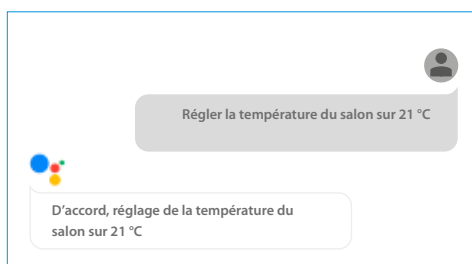 Régler la température du salon sur 21 °C
D’accord, réglage de la température du
salon sur 21 °C